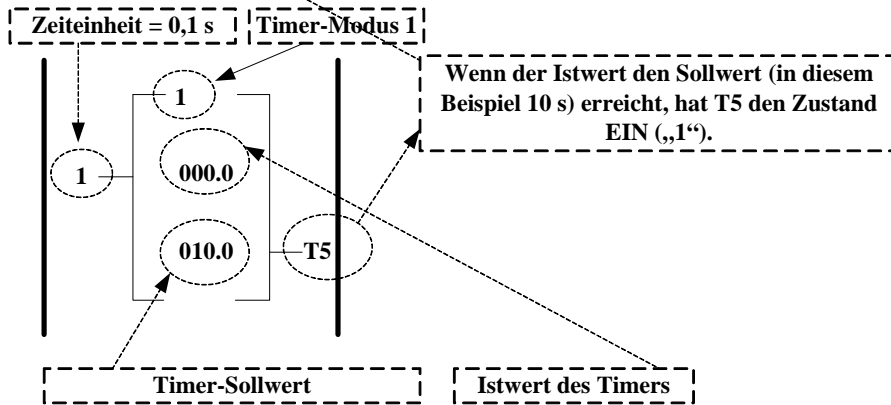 Zeiteinheit = 0,1 s
Timer-Modus 1
Wenn der Istwert den Sollwert (in diesem
Beispiel 10 s) erreicht, hat T5 den Zustand
EIN („1“).
1
1
000.0
010.0
T5
Timer-Sollwert
Istwert des Timers